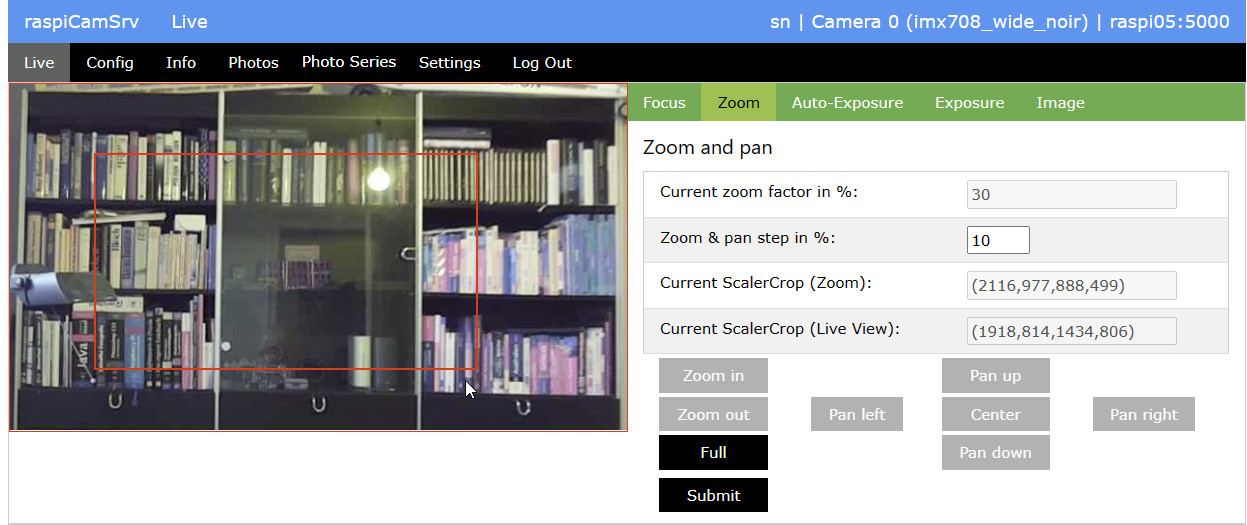 raspiCamSrv Live sn | Camera 0 (imx708_wide_noir) | raspi05:5000
Live Config Info Photos Photo Series Settings Log Out
Focus Zoom Auto-Exposure Exposure Image
Zoom and pan
Current zoom factor in %: 30
Zoom & pan step in %: 10
Current ScalerCrop (Zoom): (2116,977,888,499)
Current ScalerCrop (Live View): (1918,814,1434,806)
Zoom in Pan up
Zoom out Pan left Center Pan right
Full Pan down
Submit
Java